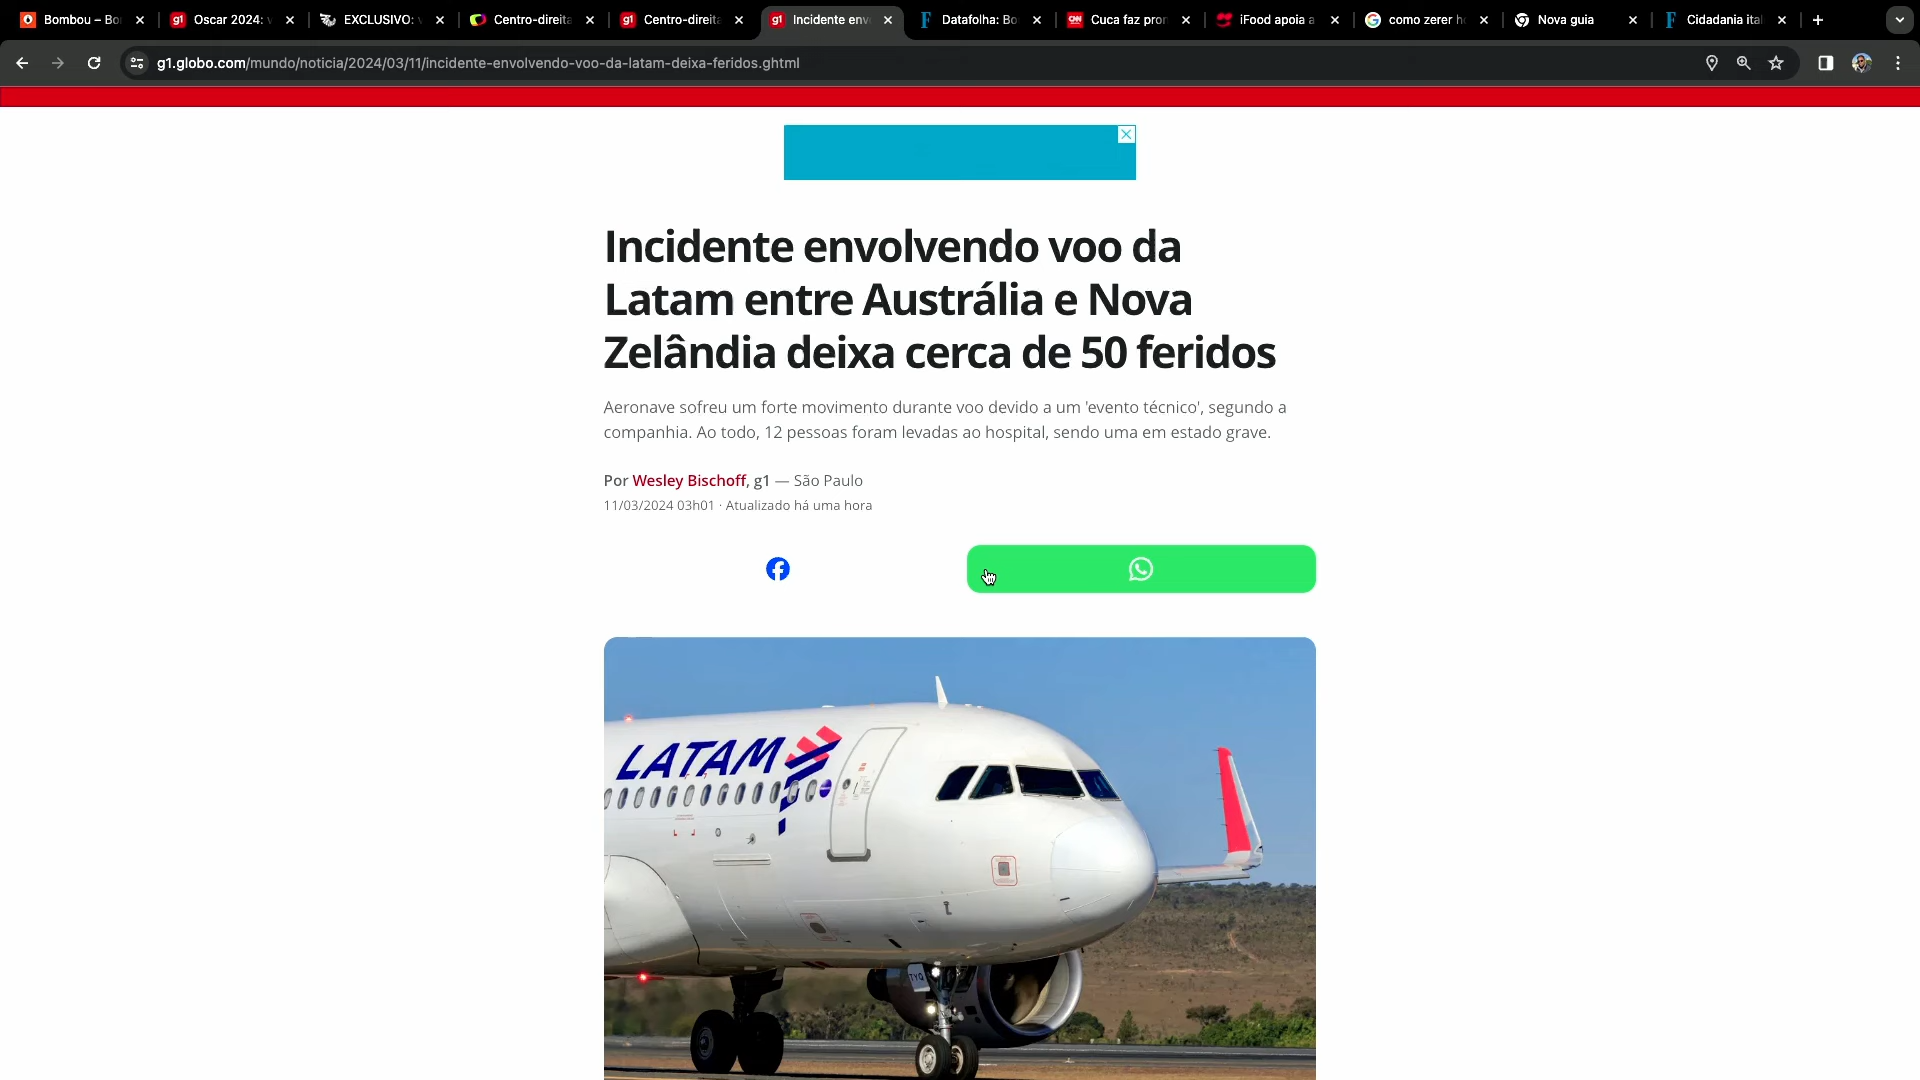 Bombou – Bo
Oscar 2024: v
EXCLUSIVO: v
Centro-direita
Centro-direita
Incidente env
Datafolha: Bo
Cuca faz pron
iFood apoia a
como zerer h
Nova guia
Cidadania ital
g1.globo.com/mundo/noticia/2024/03/11/incidente-envolvendo-voo-da-latam-deixa-feridos.ghtml
Incidente envolvendo voo da
Latam entre Austrália e Nova
Zelândia deixa cerca de 50 feridos
Aeronave sofreu um forte movimento durante voo devido a um 'evento técnico', segundo a
companhia. Ao todo, 12 pessoas foram levadas ao hospital, sendo uma em estado grave.
Por Wesley Bischoff, g1 — São Paulo
11/03/2024 03h01 · Atualizado há uma hora
LATAM
TYQ